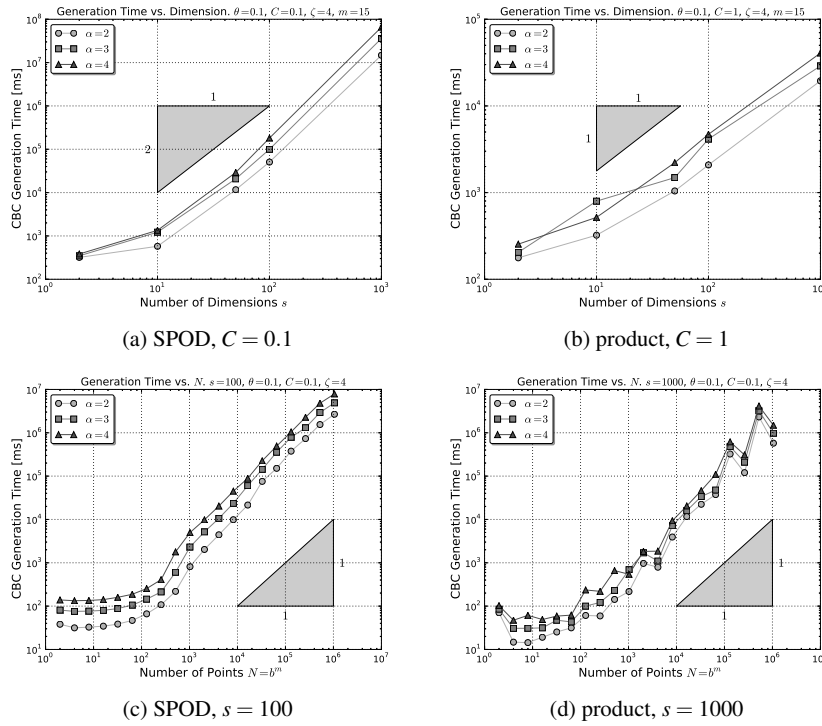 Generation Time vs. Dimension. θ=0.1, C=0.1, ζ=4, m=15
10^8
10^7
10^6
10^5
10^4
10^3
10^2
CBC Generation Time [ms]
α=2
α=3
α=4
1
2
10^0
10^1
10^2
10^3
Number of Dimensions s
(a) SPOD, C = 0.1
Generation Time vs. Dimension. θ=0.1, C=1, ζ=4, m=15
10^5
10^4
10^3
10^2
CBC Generation Time [ms]
α=2
α=3
α=4
1
1
10^0
10^1
10^2
10^3
Number of Dimensions s
(b) product, C = 1
Generation Time vs. N. s=100, θ=0.1, C=0.1, ζ=4
10^7
10^6
10^5
10^4
10^3
10^2
10^1
CBC Generation Time [ms]
α=2
α=3
α=4
1
1
10^0
10^1
10^2
10^3
10^4
10^5
10^6
10^7
Number of Points N=b^m
(c) SPOD, s = 100
Generation Time vs. N. s=1000, θ=0.1, C=0.1, ζ=4
10^7
10^6
10^5
10^4
10^3
10^2
10^1
CBC Generation Time [ms]
α=2
α=3
α=4
1
1
10^0
10^1
10^2
10^3
10^4
10^5
10^6
10^7
Number of Points N=b^m
(d) product, s = 1000